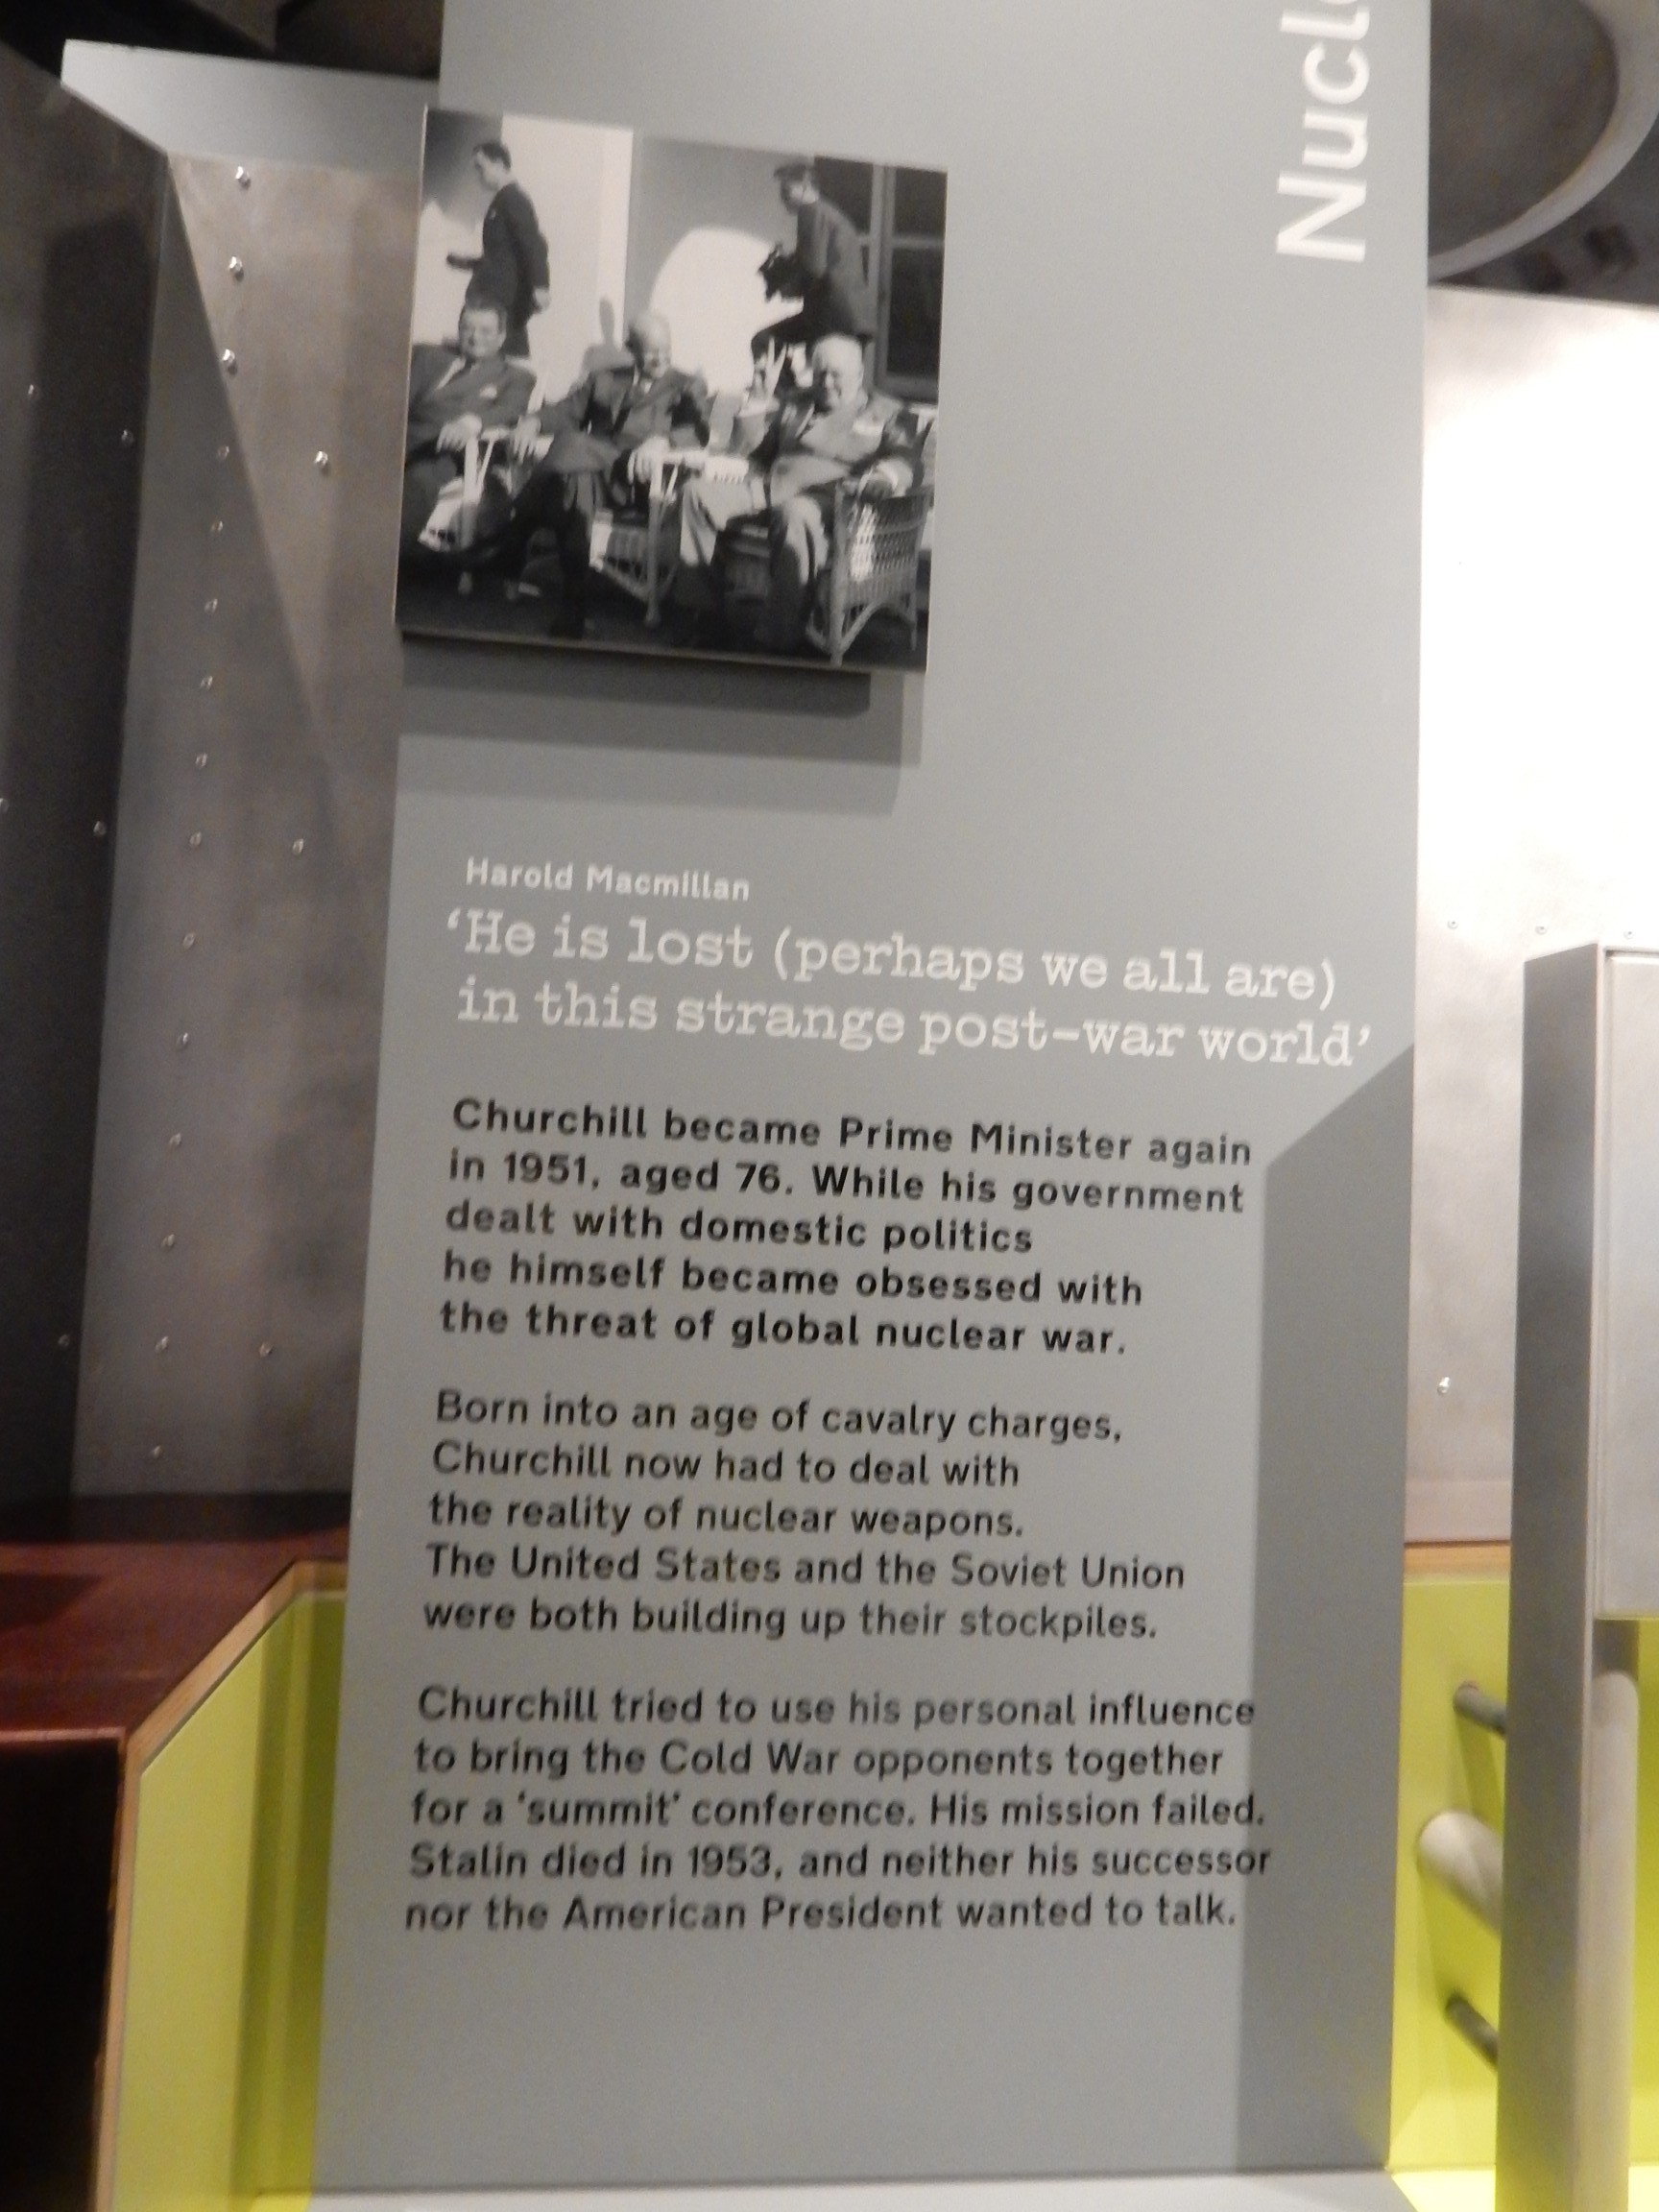 Harold Macmillan
‘He is lost (perhaps we all are)
in this strange post-war world’
Churchill became Prime Minister again
in 1951, aged 76. While his government
dealt with domestic politics
he himself became obsessed with
the threat of global nuclear war.
Born into an age of cavalry charges,
Churchill now had to deal with
the reality of nuclear weapons.
The United States and the Soviet Union
were both building up their stockpiles.
Churchill tried to use his personal influence
to bring the Cold War opponents together
for a ‘summit’ conference. His mission failed.
Stalin died in 1953, and neither his successor
nor the American President wanted to talk.